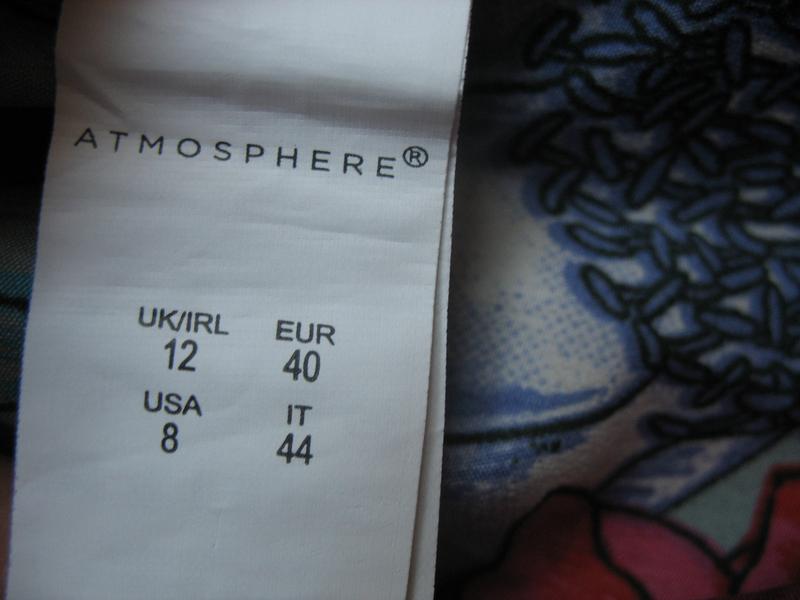 ATMOSPHERE®
UK/IRL EUR
12 40
USA IT
8 44